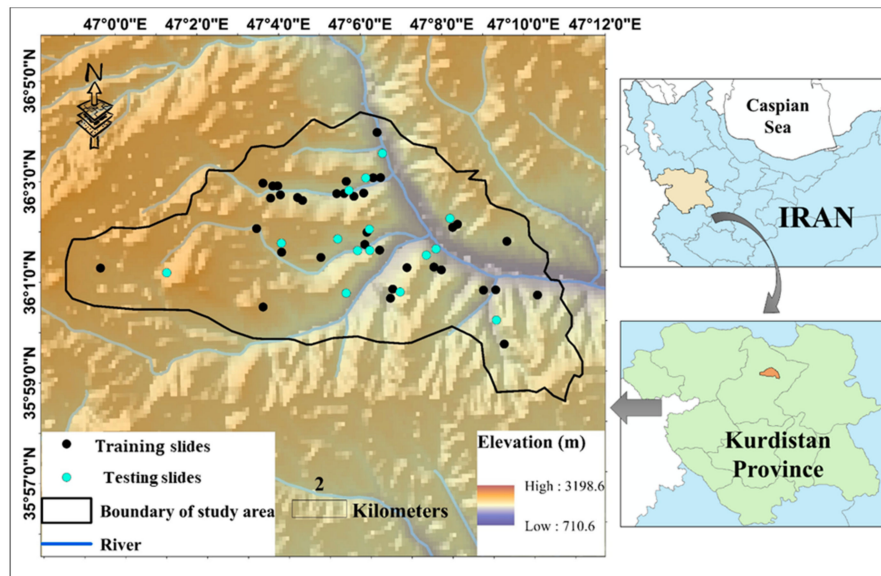 47°0'0"E 47°2'0"E 47°4'0"E 47°6'0"E 47°8'0"E 47°10'0"E 47°12'0"E
36°5'0"N
36°3'0"N
36°1'0"N
35°59'0"N
35°57'0"N
N
Training slides
Testing slides
Boundary of study area
River
2
Kilometers
Elevation (m)
High : 3198.6
Low : 710.6
Caspian
Sea
IRAN
Kurdistan
Province